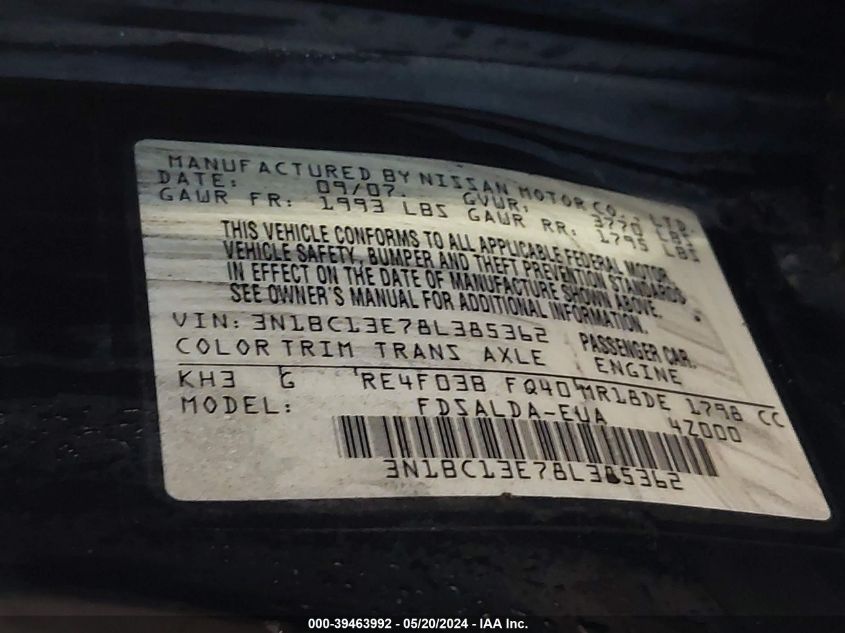 MANUFACTURED BY NISSAN MOTOR CO., LTD.
DATE: 09/07. GVWR: 3770 LBS
GAWR FR: 1993 LBS GAWR RR: 1795 LBS
THIS VEHICLE CONFORMS TO ALL APPLICABLE FEDERAL MOTOR
VEHICLE SAFETY, BUMPER AND THEFT PREVENTION STANDARDS
IN EFFECT ON THE DATE OF MANUFACTURE SHOWN ABOVE.
SEE OWNER'S MANUAL FOR ADDITIONAL INFORMATION.
VIN: 3N1BC13E78L385362 PASSENGER CAR.
COLOR TRIM TRANS AXLE ENGINE
KH3 G RE4F03B FQ40 MR18DE 1798 CC
MODEL: FDSALDA-EUA 4Z000
3N1BC13E78L385362
000-39463992 - 05/20/2024 - IAA Inc.